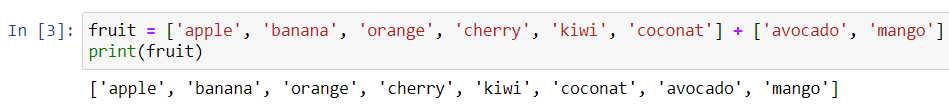 In [3]: fruit = ['apple', 'banana', 'orange', 'cherry', 'kiwi', 'coconat'] + ['avocado', 'mango']
print(fruit)
['apple', 'banana', 'orange', 'cherry', 'kiwi', 'coconat', 'avocado', 'mango']